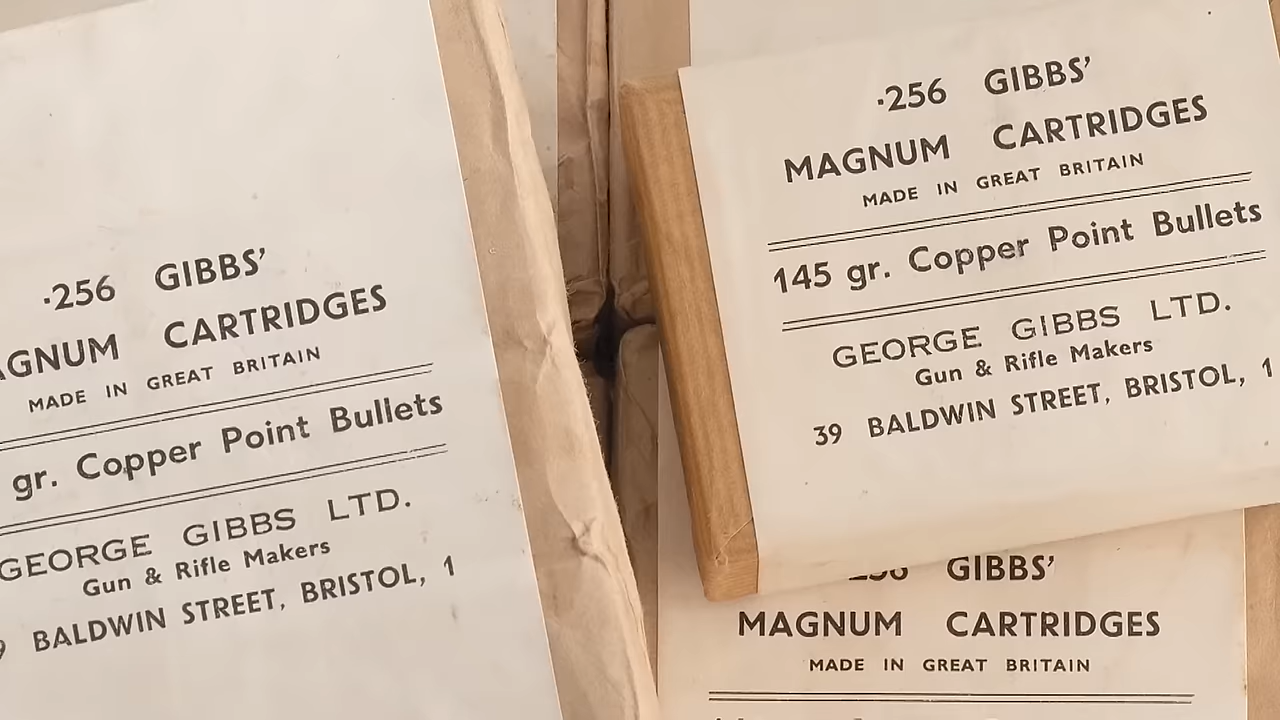 ·256 GIBBS'
MAGNUM CARTRIDGES
MADE IN GREAT BRITAIN
145 gr. Copper Point Bullets
GEORGE GIBBS LTD.
Gun & Rifle Makers
39 BALDWIN STREET, BRISTOL, 1
·256 GIBBS'
AGNUM CARTRIDGES
MADE IN GREAT BRITAIN
gr. Copper Point Bullets
GEORGE GIBBS LTD.
Gun & Rifle Makers
BALDWIN STREET, BRISTOL, 1
GIBBS'
MAGNUM CARTRIDGES
MADE IN GREAT BRITAIN